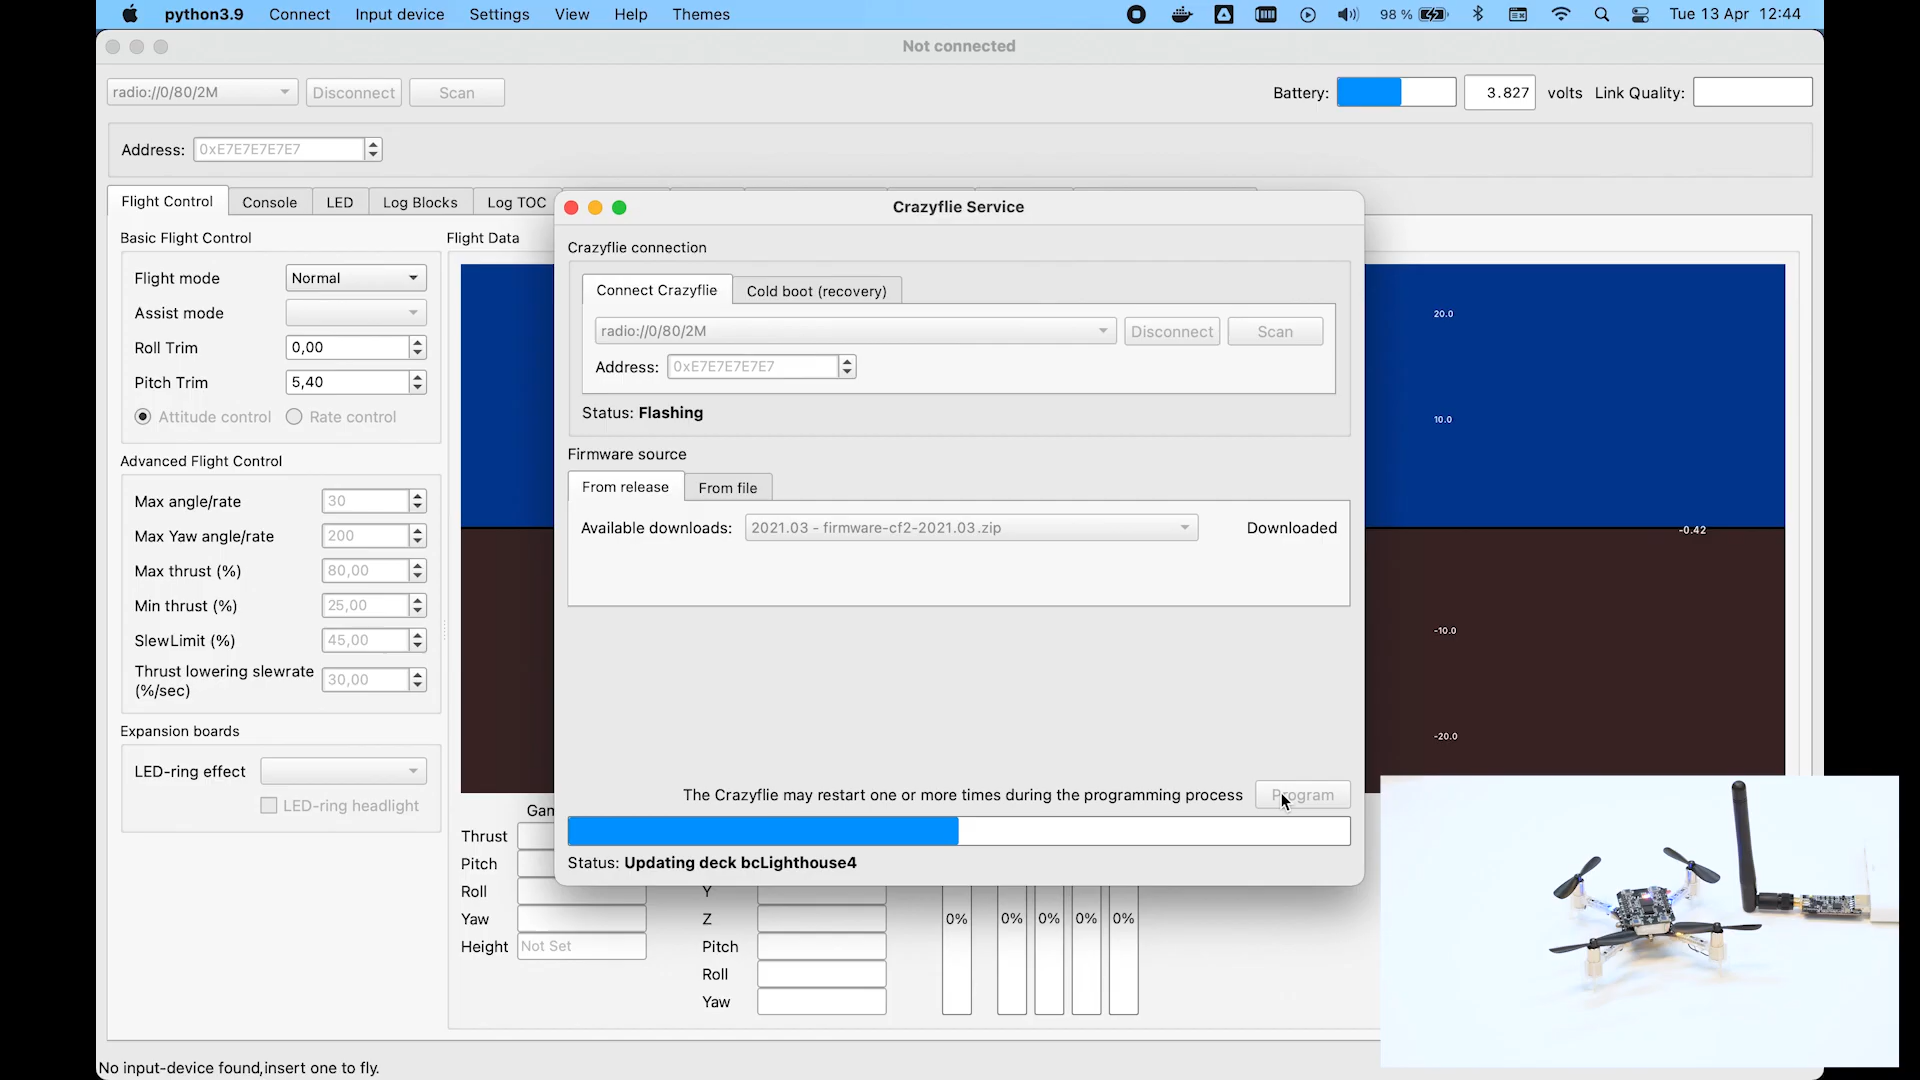 python3.9 Connect Input device Settings View Help Themes 98 % Tue 13 Apr 12:44
Not connected
radio://0/80/2M Disconnect Scan Battery: 3.827 volts Link Quality:
Address: 0xE7E7E7E7E7
Flight Control Console LED Log Blocks Log TOC
Crazyflie Service
Basic Flight Control
Flight mode Normal
Assist mode
Roll Trim 0,00
Pitch Trim 5,40
Attitude control Rate control
Advanced Flight Control
Max angle/rate 30
Max Yaw angle/rate 200
Max thrust (%) 80,00
Min thrust (%) 25,00
SlewLimit (%) 45,00
Thrust lowering slewrate
(%/sec) 30,00
Expansion boards
LED-ring effect
LED-ring headlight
Flight Data
Crazyflie connection
Connect Crazyflie Cold boot (recovery)
radio://0/80/2M Disconnect Scan
Address: 0xE7E7E7E7E7
Status: Flashing
Firmware source
From release From file
Available downloads: 2021.03 - firmware-cf2-2021.03.zip Downloaded
The Crazyflie may restart one or more times during the programming process Program
Status: Updating deck bcLighthouse4
20.0
10.0
-0.42
-10.0
-20.0
Gam
Thrust
Pitch
Roll
Yaw
Height Not Set
Y
Z
Pitch
Roll
Yaw
0% 0% 0% 0% 0%
No input-device found,insert one to fly.